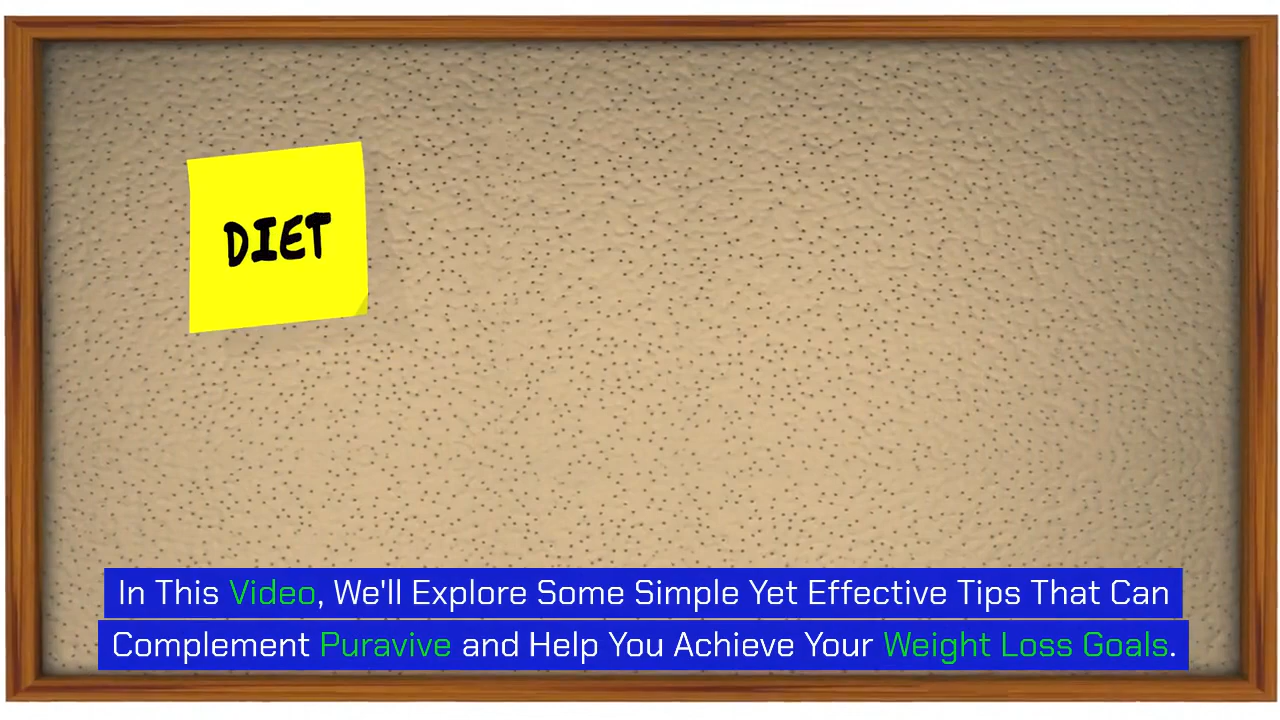 DIET
In This Video, We'll Explore Some Simple Yet Effective Tips That Can
Complement Puravive and Help You Achieve Your Weight Loss Goals.